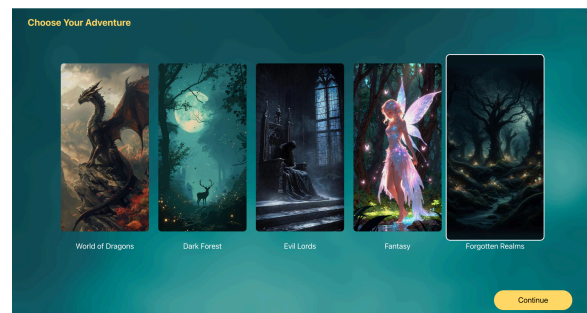 Choose Your Adventure
World of Dragons
Dark Forest
Evil Lords
Fantasy
Forgotten Realms
Continue